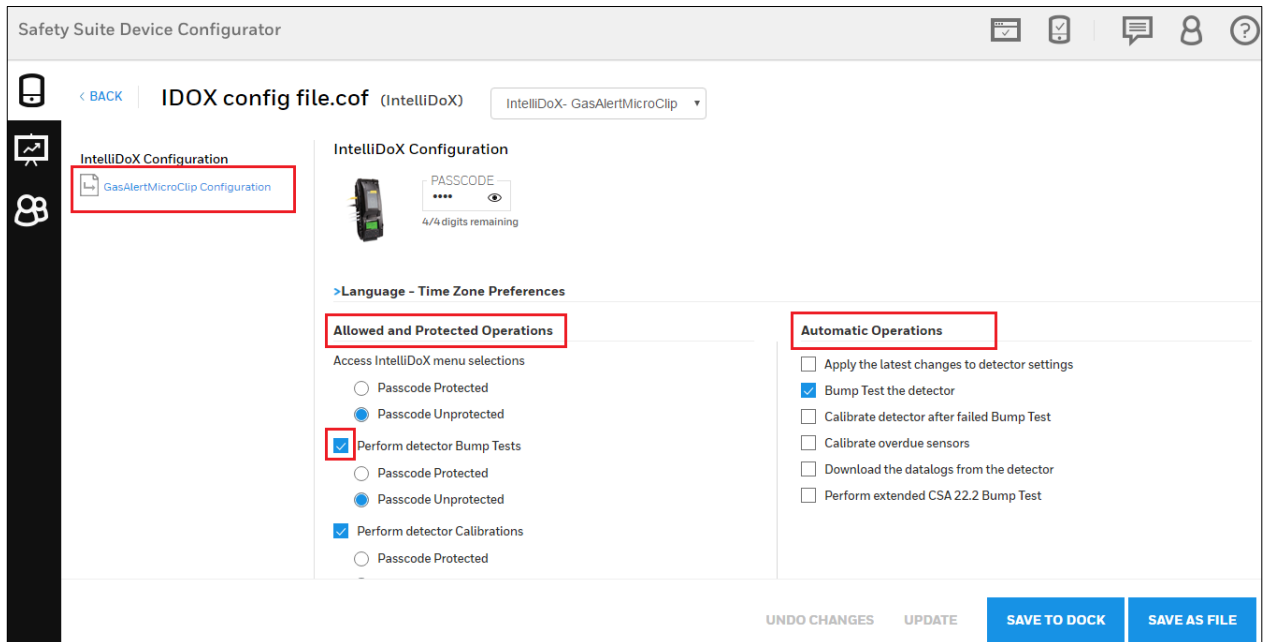 Safety Suite Device Configurator
< BACK
IDOX config file.cof (IntelliDoX)
IntelliDoX- GasAlertMicroClip
IntelliDoX Configuration
GasAlertMicroClip Configuration
IntelliDoX Configuration
PASSCODE
••••
4/4 digits remaining
>Language - Time Zone Preferences
Allowed and Protected Operations
Access IntelliDoX menu selections
Passcode Protected
Passcode Unprotected
Perform detector Bump Tests
Passcode Protected
Passcode Unprotected
Perform detector Calibrations
Passcode Protected
Automatic Operations
Apply the latest changes to detector settings
Bump Test the detector
Calibrate detector after failed Bump Test
Calibrate overdue sensors
Download the datalogs from the detector
Perform extended CSA 22.2 Bump Test
UNDO CHANGES
UPDATE
SAVE TO DOCK
SAVE AS FILE